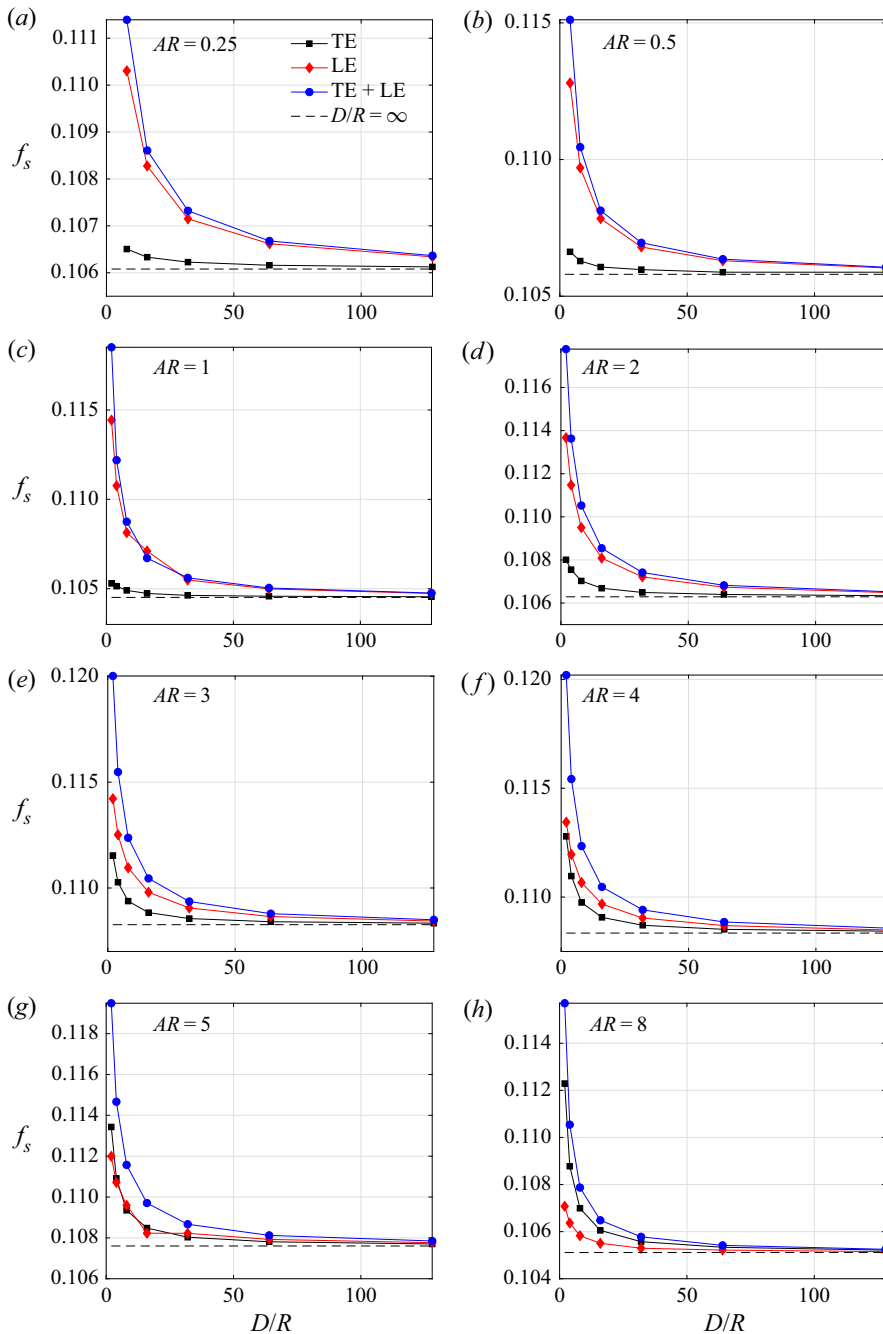 (a)
AR = 0.25
TE
LE
TE + LE
D/R = ∞
0.111
0.110
0.109
0.108
0.107
0.106
f_s
0 50 100
(b)
AR = 0.5
0.115
0.110
0.105
0 50 100
(c)
AR = 1
0.115
0.110
0.105
f_s
0 50 100
(d)
AR = 2
0.116
0.114
0.112
0.110
0.108
0.106
0 50 100
(e)
AR = 3
0.120
0.115
0.110
f_s
0 50 100
(f)
AR = 4
0.120
0.115
0.110
0 50 100
(g)
AR = 5
0.118
0.116
0.114
0.112
0.110
0.108
0.106
f_s
0 50 100
D/R
(h)
AR = 8
0.114
0.112
0.110
0.108
0.106
0.104
0 50 100
D/R